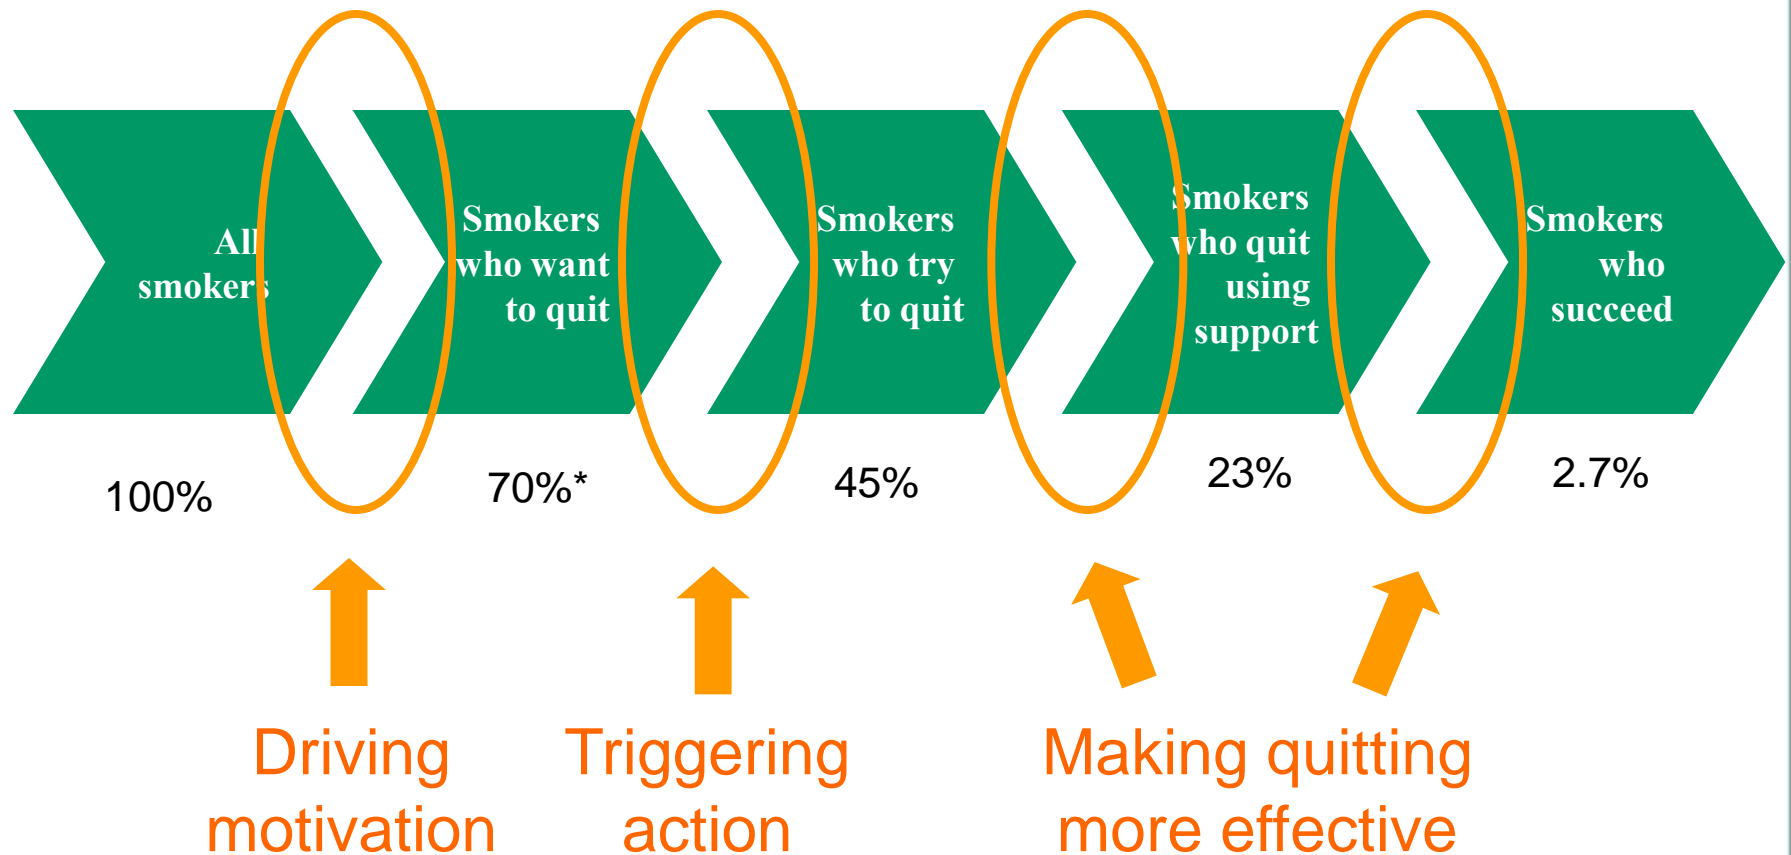 All
smokers
Smokers
who want
to quit
Smokers
who try
to quit
Smokers
who quit
using
support
Smokers
who
succeed
100%
70%*
45%
23%
2.7%
Driving
motivation
Triggering
action
Making quitting
more effective